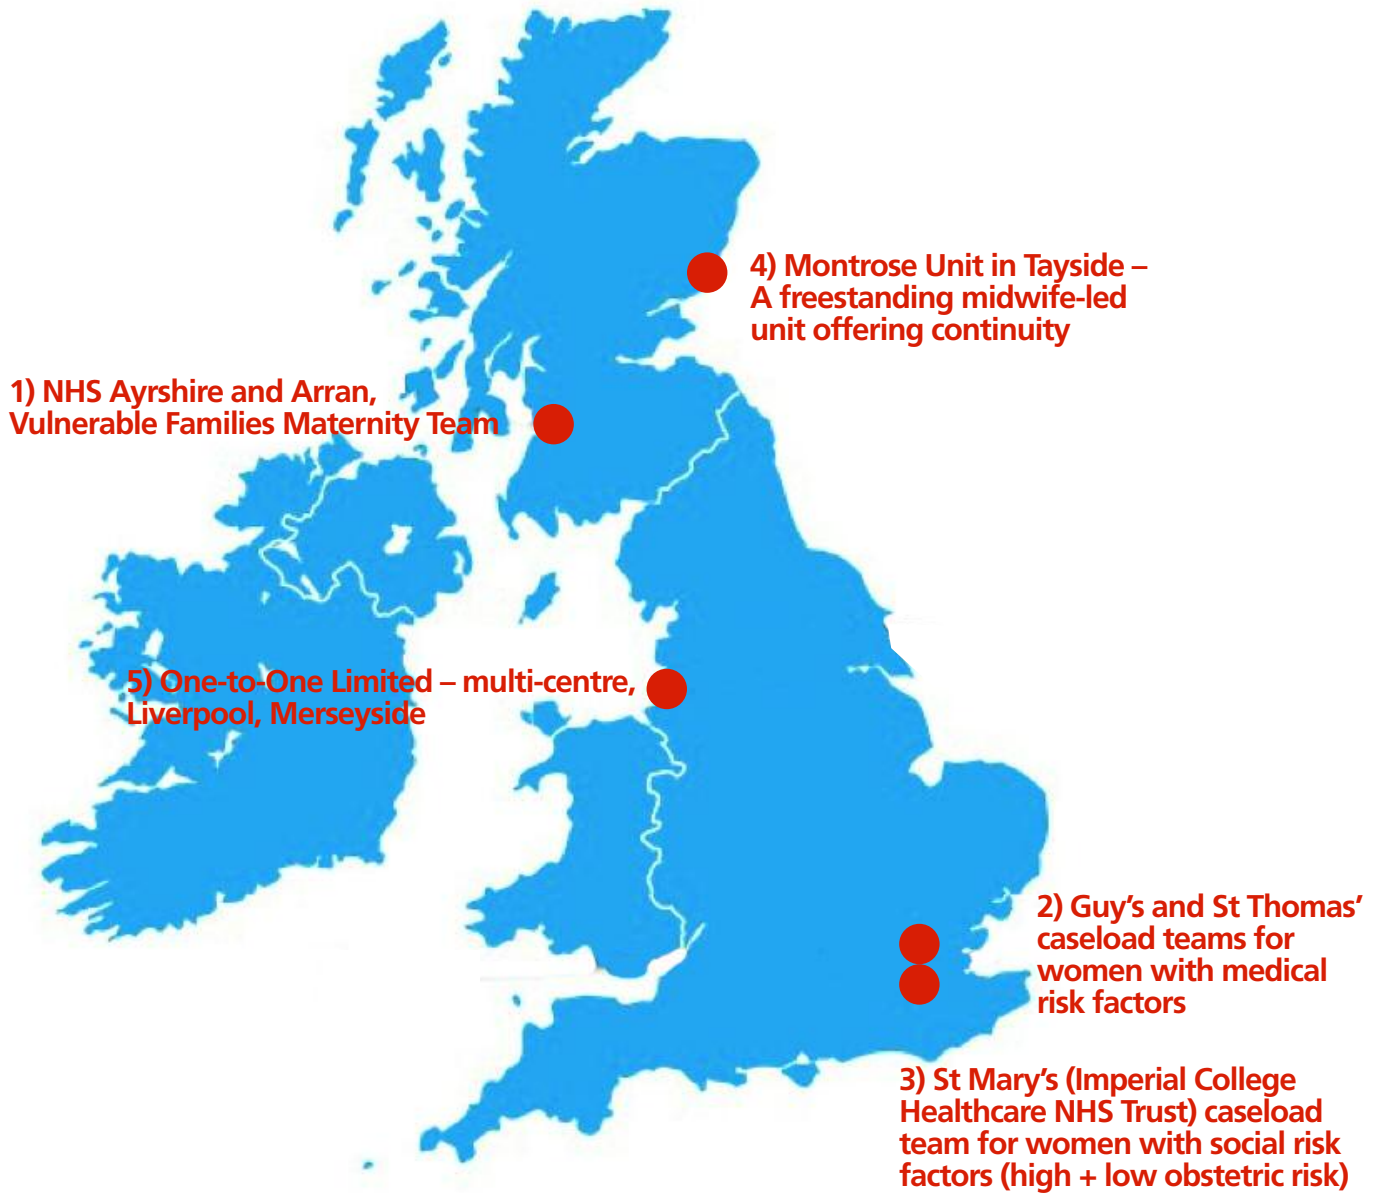 4) Montrose Unit in Tayside –
A freestanding midwife-led
unit offering continuity
1) NHS Ayrshire and Arran,
Vulnerable Families Maternity Team
5) One-to-One Limited – multi-centre,
Liverpool, Merseyside
2) Guy’s and St Thomas’
caseload teams for
women with medical
risk factors
3) St Mary’s (Imperial College
Healthcare NHS Trust) caseload
team for women with social risk
factors (high + low obstetric risk)